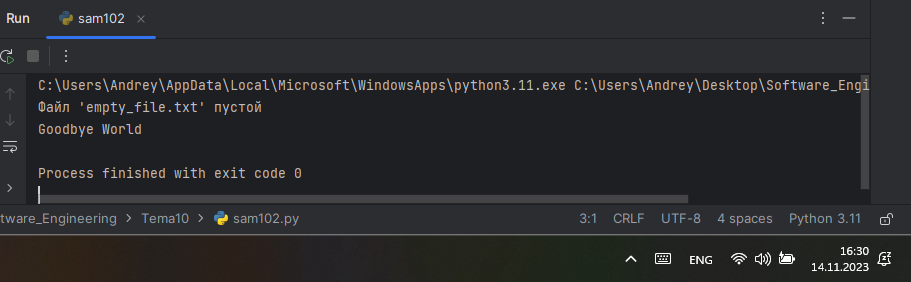 Run sam102
C:\Users\Andrey\AppData\Local\Microsoft\WindowsApps\python3.11.exe C:\Users\Andrey\Desktop\Software_Engi
Файл 'empty_file.txt' пустой
Goodbye World
Process finished with exit code 0
tware_Engineering > Tema10 > sam102.py 3:1 CRLF UTF-8 4 spaces Python 3.11
ENG
16:30
14.11.2023